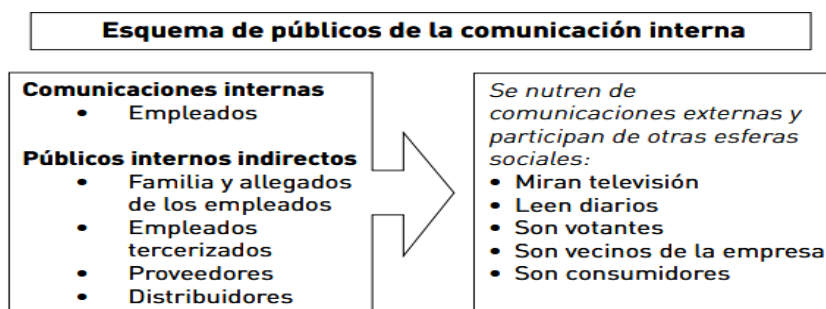 Esquema de públicos de la comunicación interna
Comunicaciones internas
• Empleados
Públicos internos indirectos
• Familia y allegados
de los empleados
• Empleados
tercerizados
• Proveedores
• Distribuidores
Se nutren de
comunicaciones externas y
participan de otras esferas
sociales:
• Miran televisión
• Leen diarios
• Son votantes
• Son vecinos de la empresa
• Son consumidores